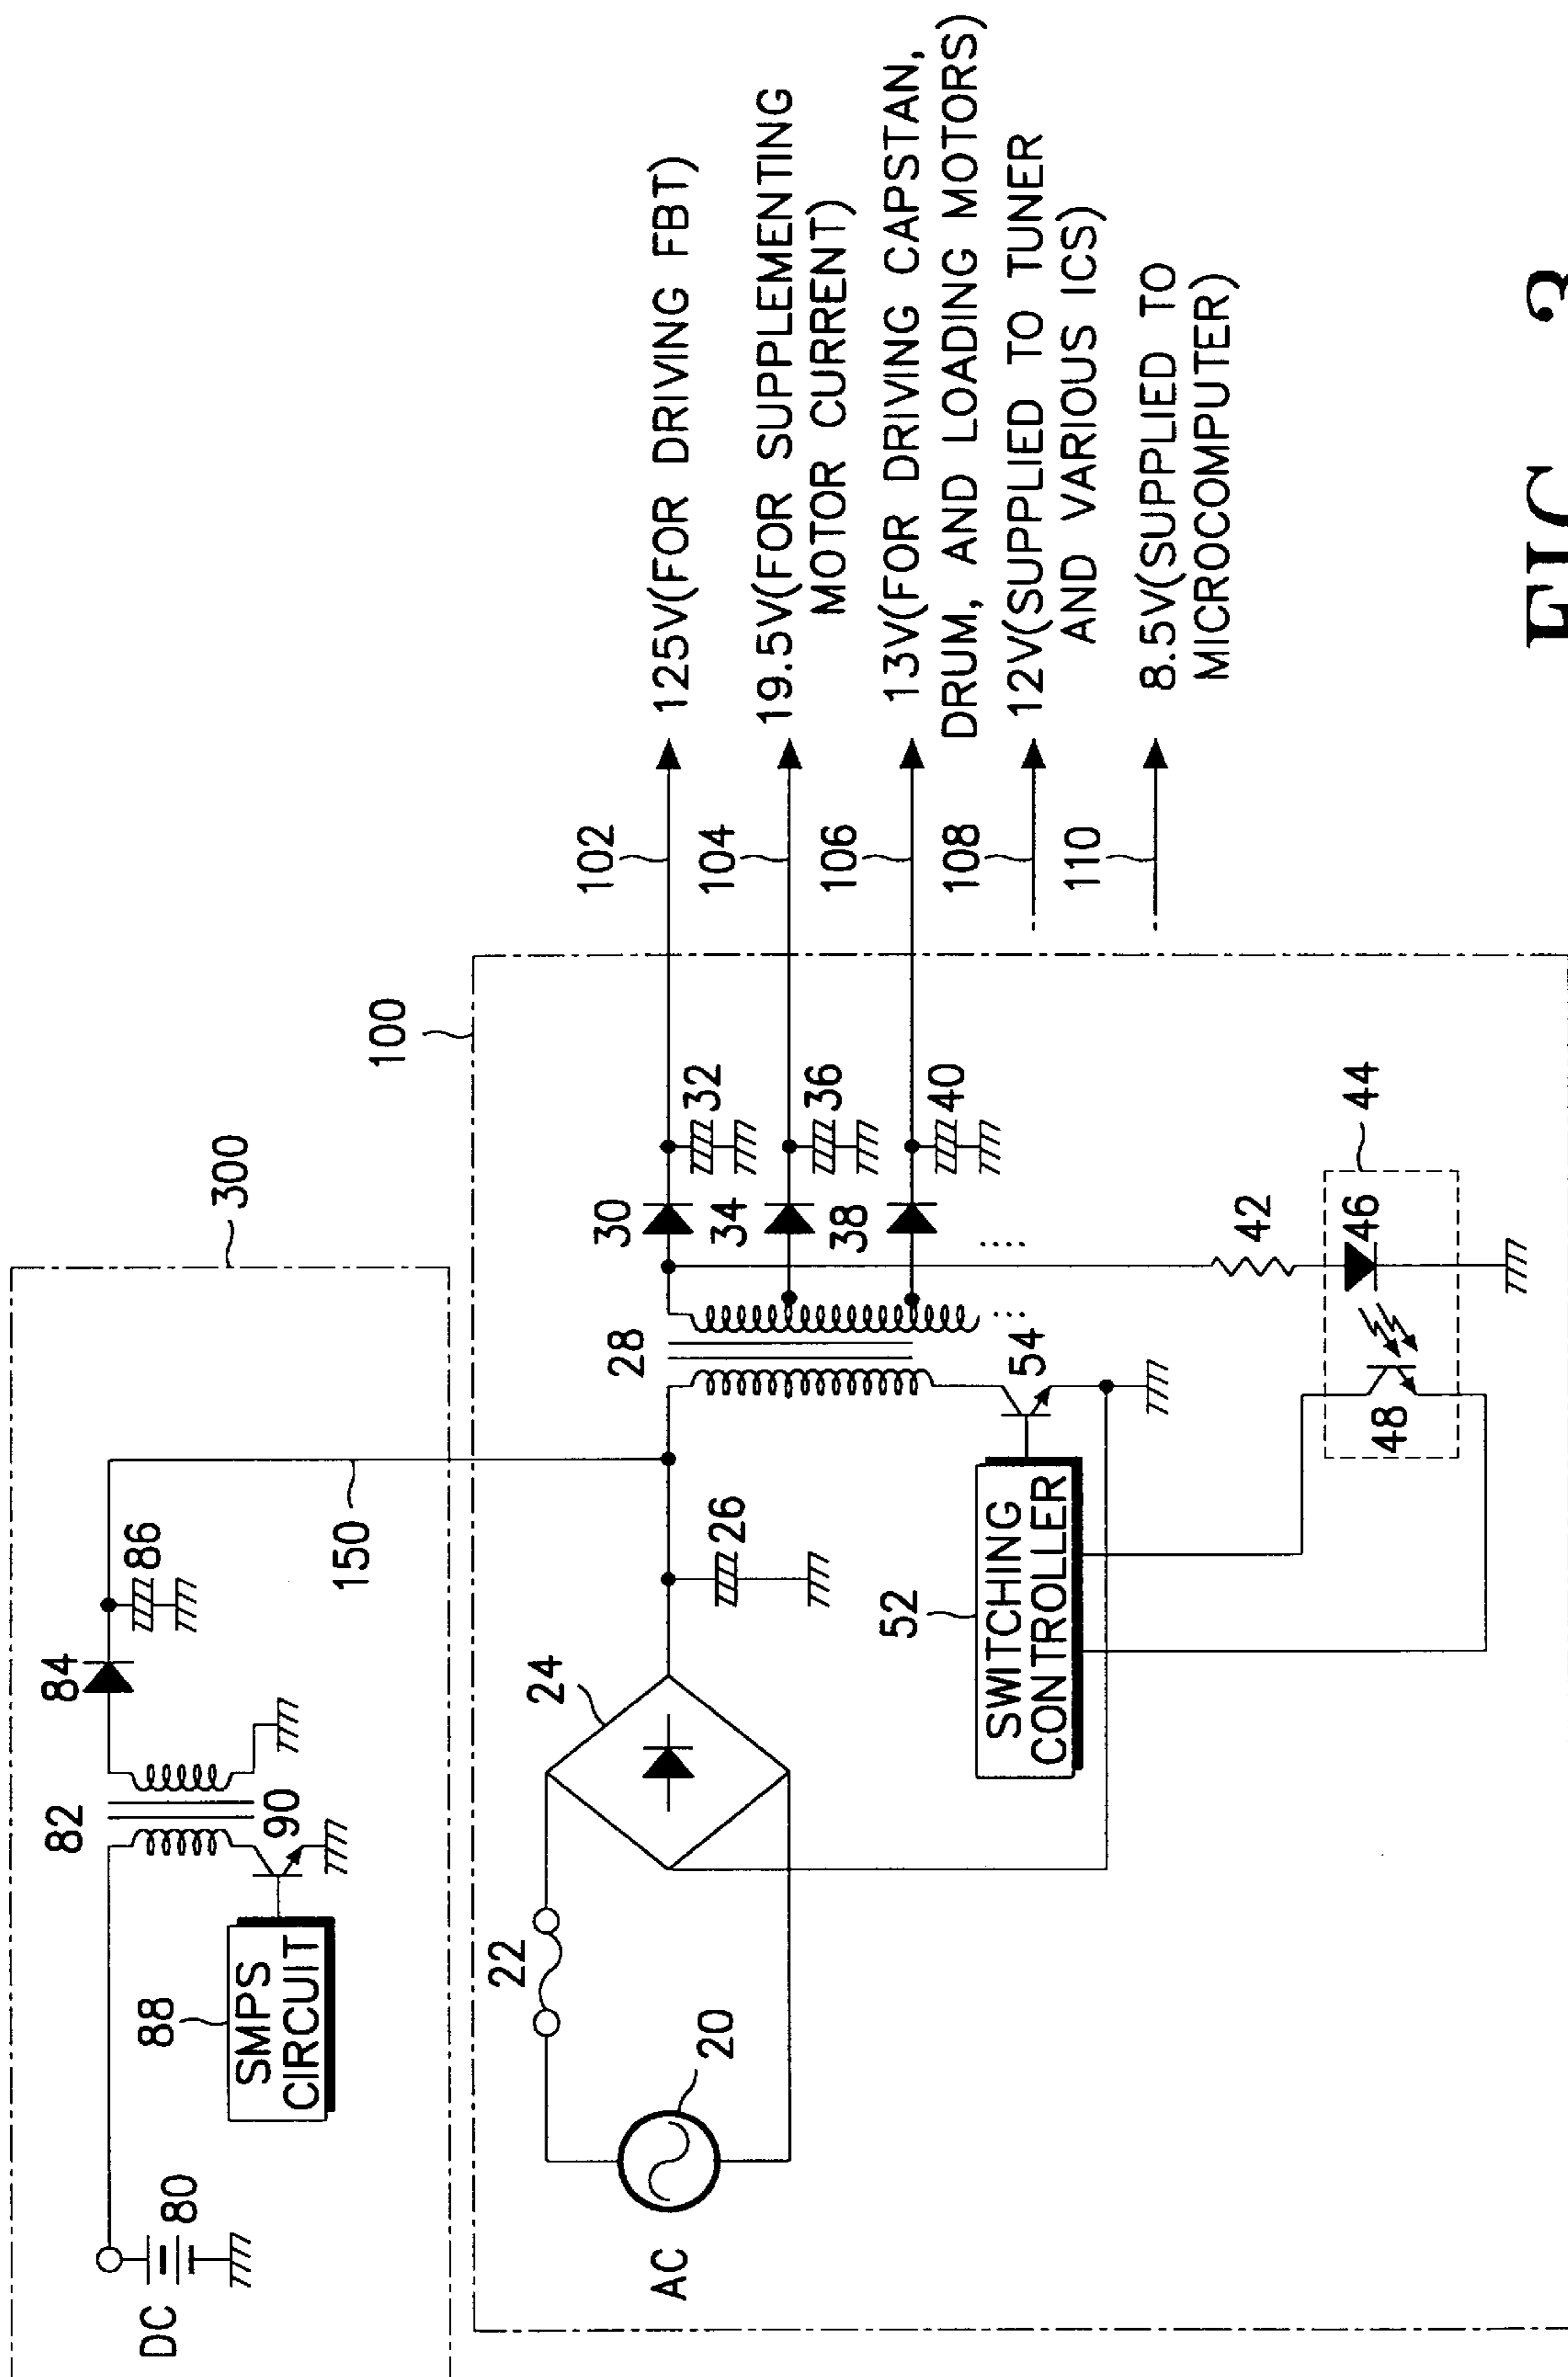 300
DC
80
82
84
86
88
SMPS
CIRCUIT
90
150
100
AC
20
22
24
26
28
30
32
34
36
38
40
42
44
46
48
52
SWITCHING
CONTROLLER
54
102
125V(FOR DRIVING FBT)
104
19.5V(FOR SUPPLEMENTING
MOTOR CURRENT)
106
13V(FOR DRIVING CAPSTAN,
DRUM, AND LOADING MOTORS)
108
12V(SUPPLIED TO TUNER
AND VARIOUS ICS)
110
8.5V(SUPPLIED TO
MICROCOMPUTER)